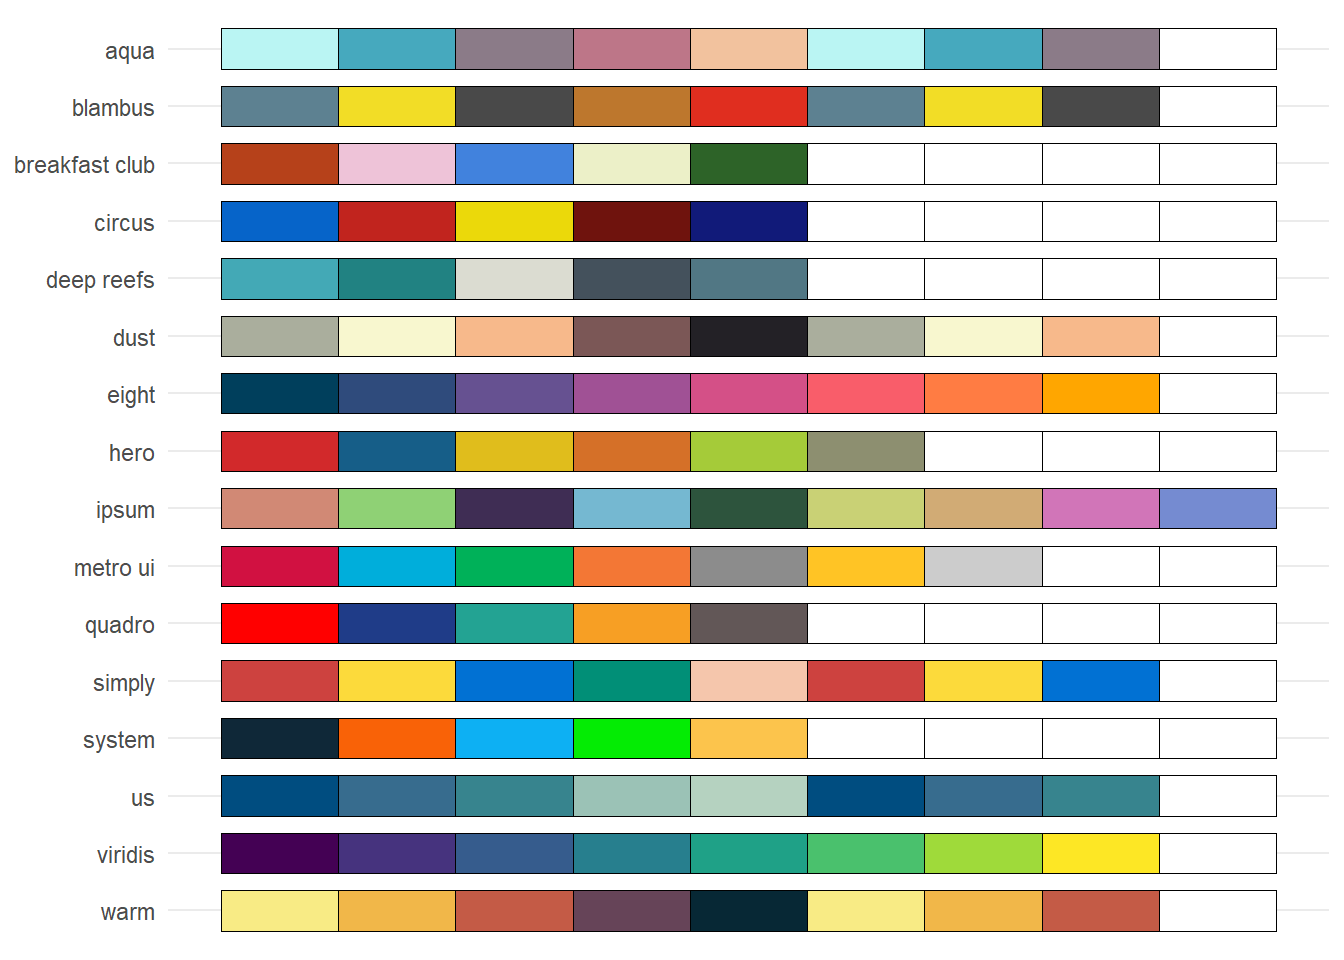 aqua
blambus
breakfast club
circus
deep reefs
dust
eight
hero
ipsum
metro ui
quadro
simply
system
us
viridis
warm